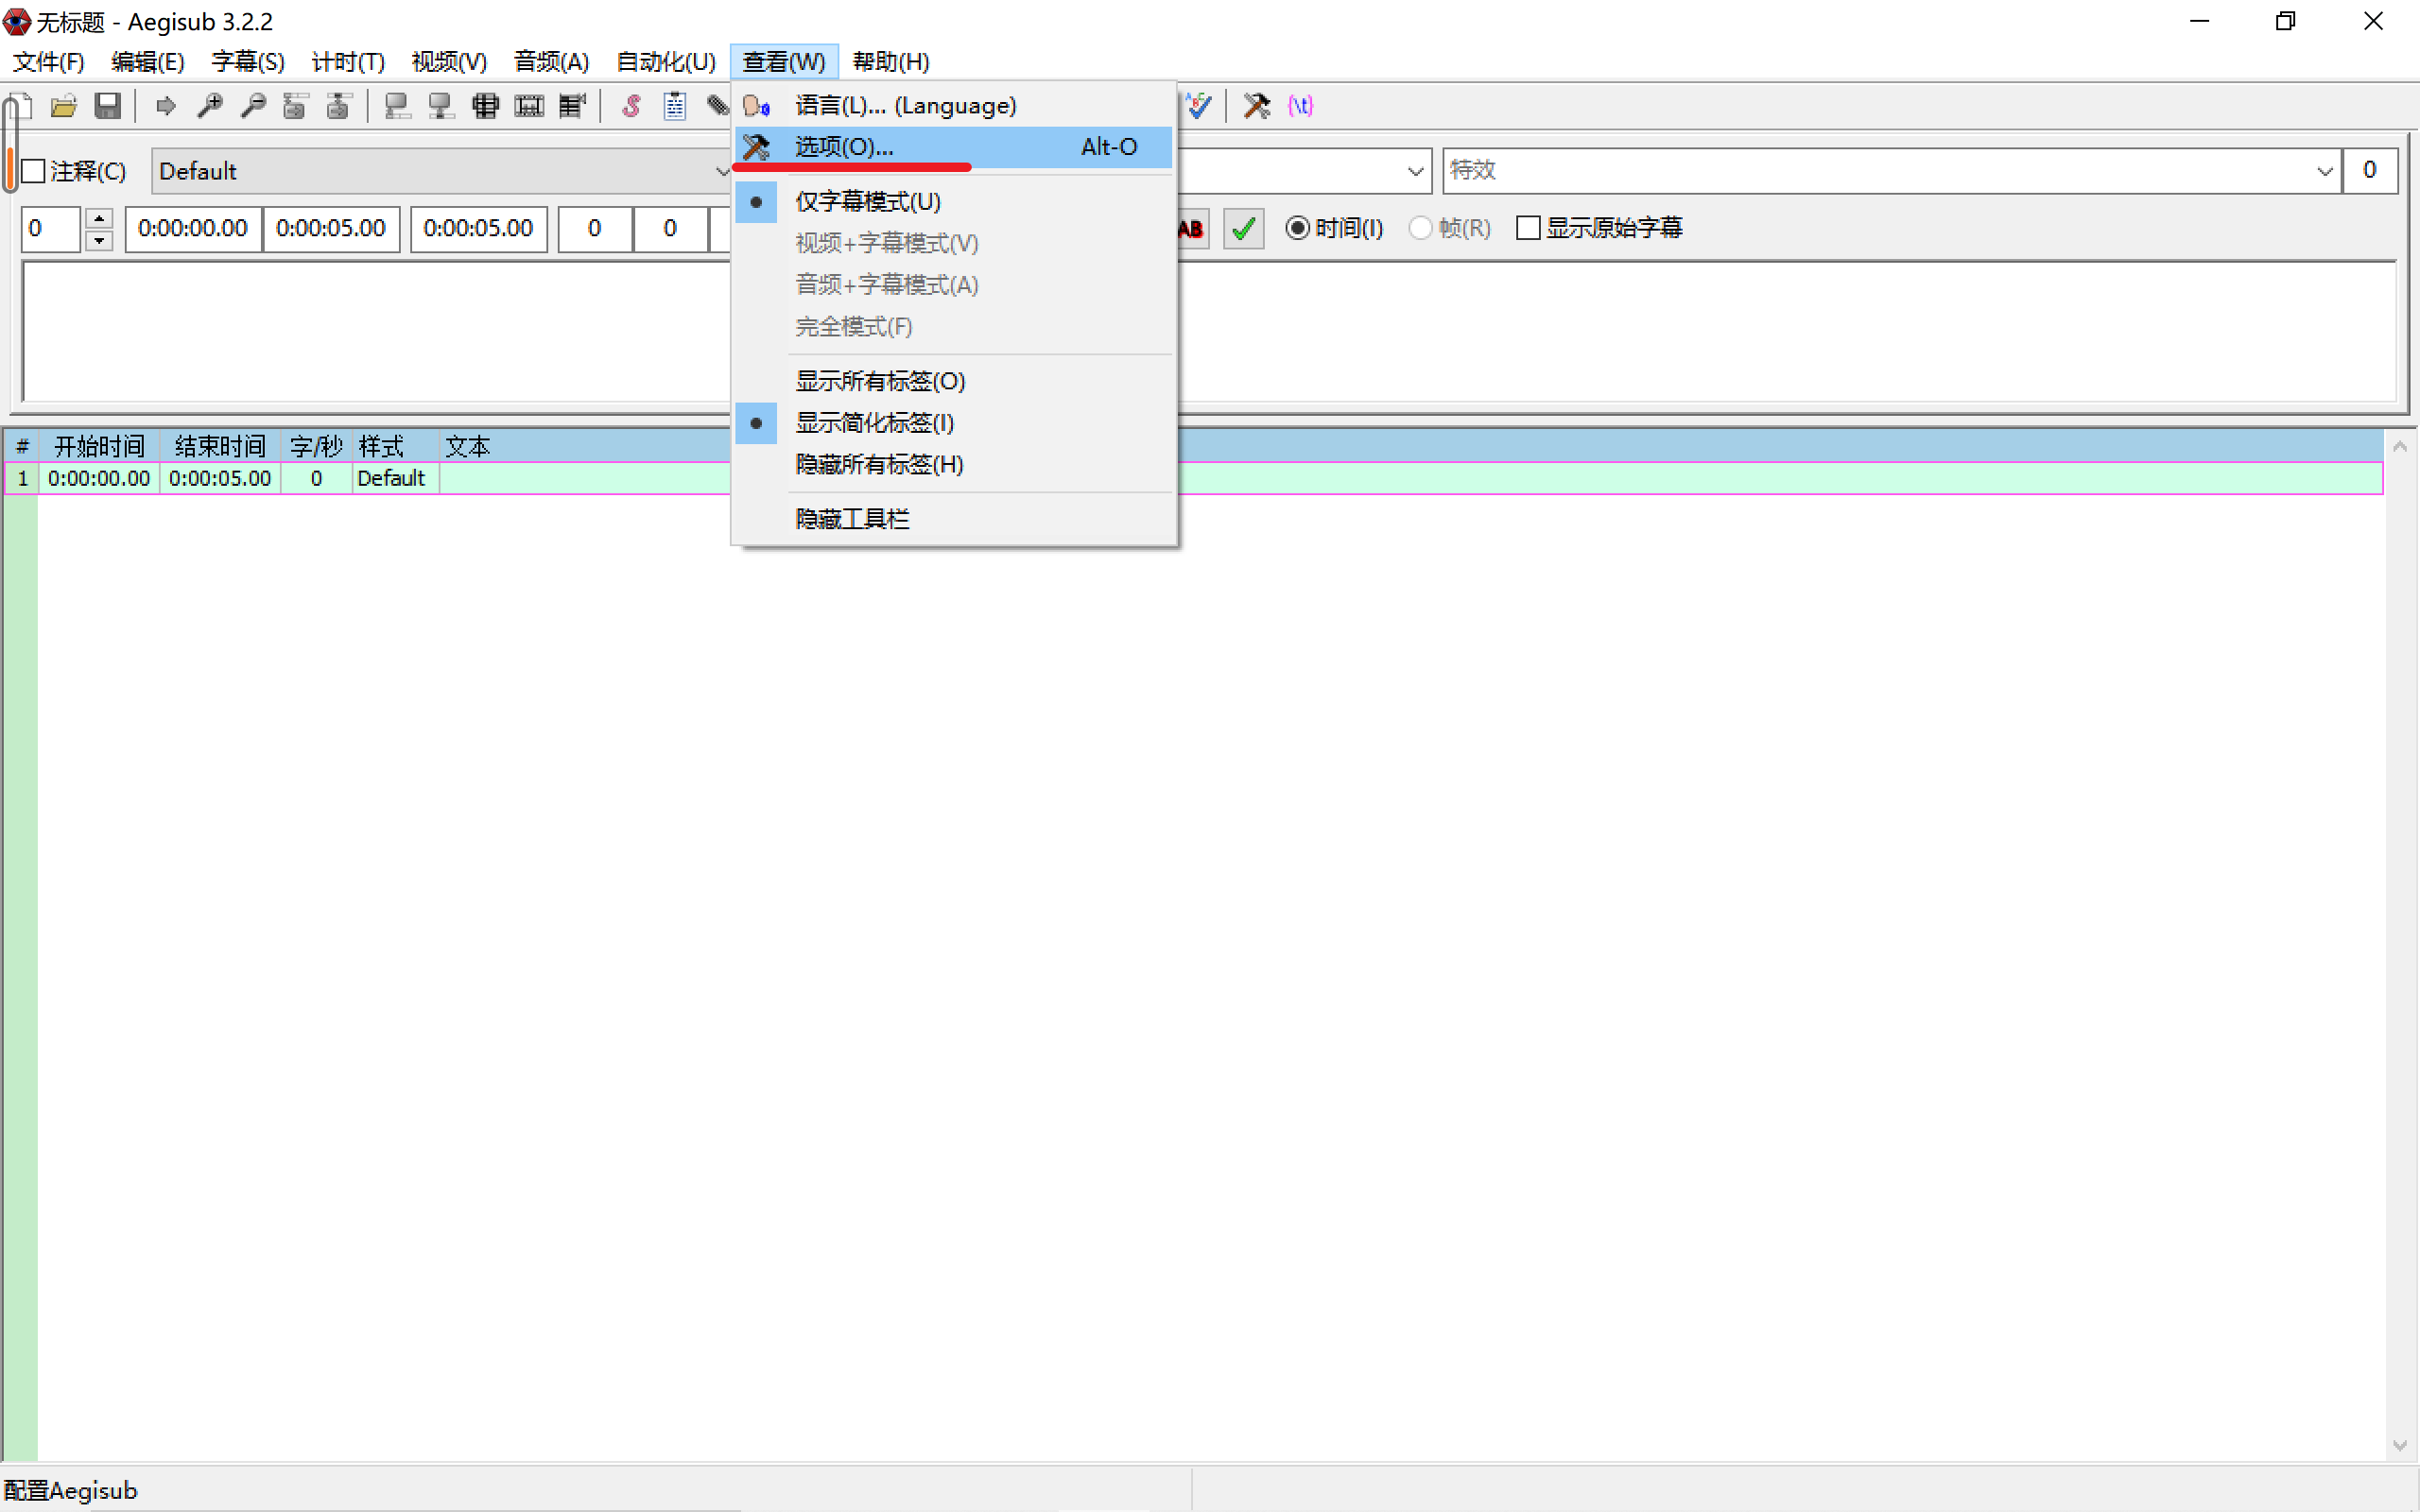 无标题 - Aegisub 3.2.2
文件(F) 编辑(E) 字幕(S) 计时(T) 视频(V) 音频(A) 自动化(U) 查看(W) 帮助(H)
语言(L)... (Language)
选项(O)... Alt-O
仅字幕模式(U)
视频+字幕模式(V)
音频+字幕模式(A)
完全模式(F)
显示所有标签(O)
显示简化标签(I)
隐藏所有标签(H)
隐藏工具栏
{\t}
注释(C) Default 特效 0
0 0:00:00.00 0:00:05.00 0:00:05.00 0 0 AB 时间(I) 帧(R) 显示原始字幕
# 开始时间 结束时间 字/秒 样式 文本
1 0:00:00.00 0:00:05.00 0 Default
配置Aegisub